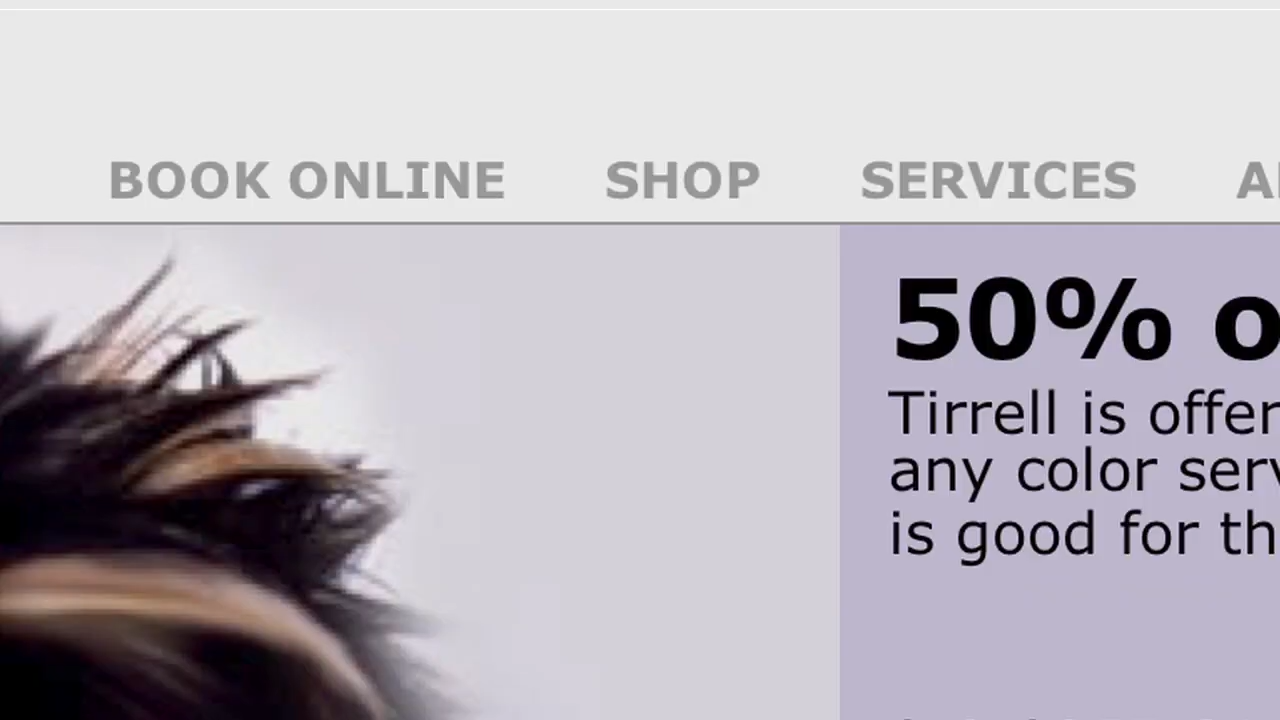 BOOK ONLINE SHOP SERVICES
50%
Tirrell is
any color
is good for